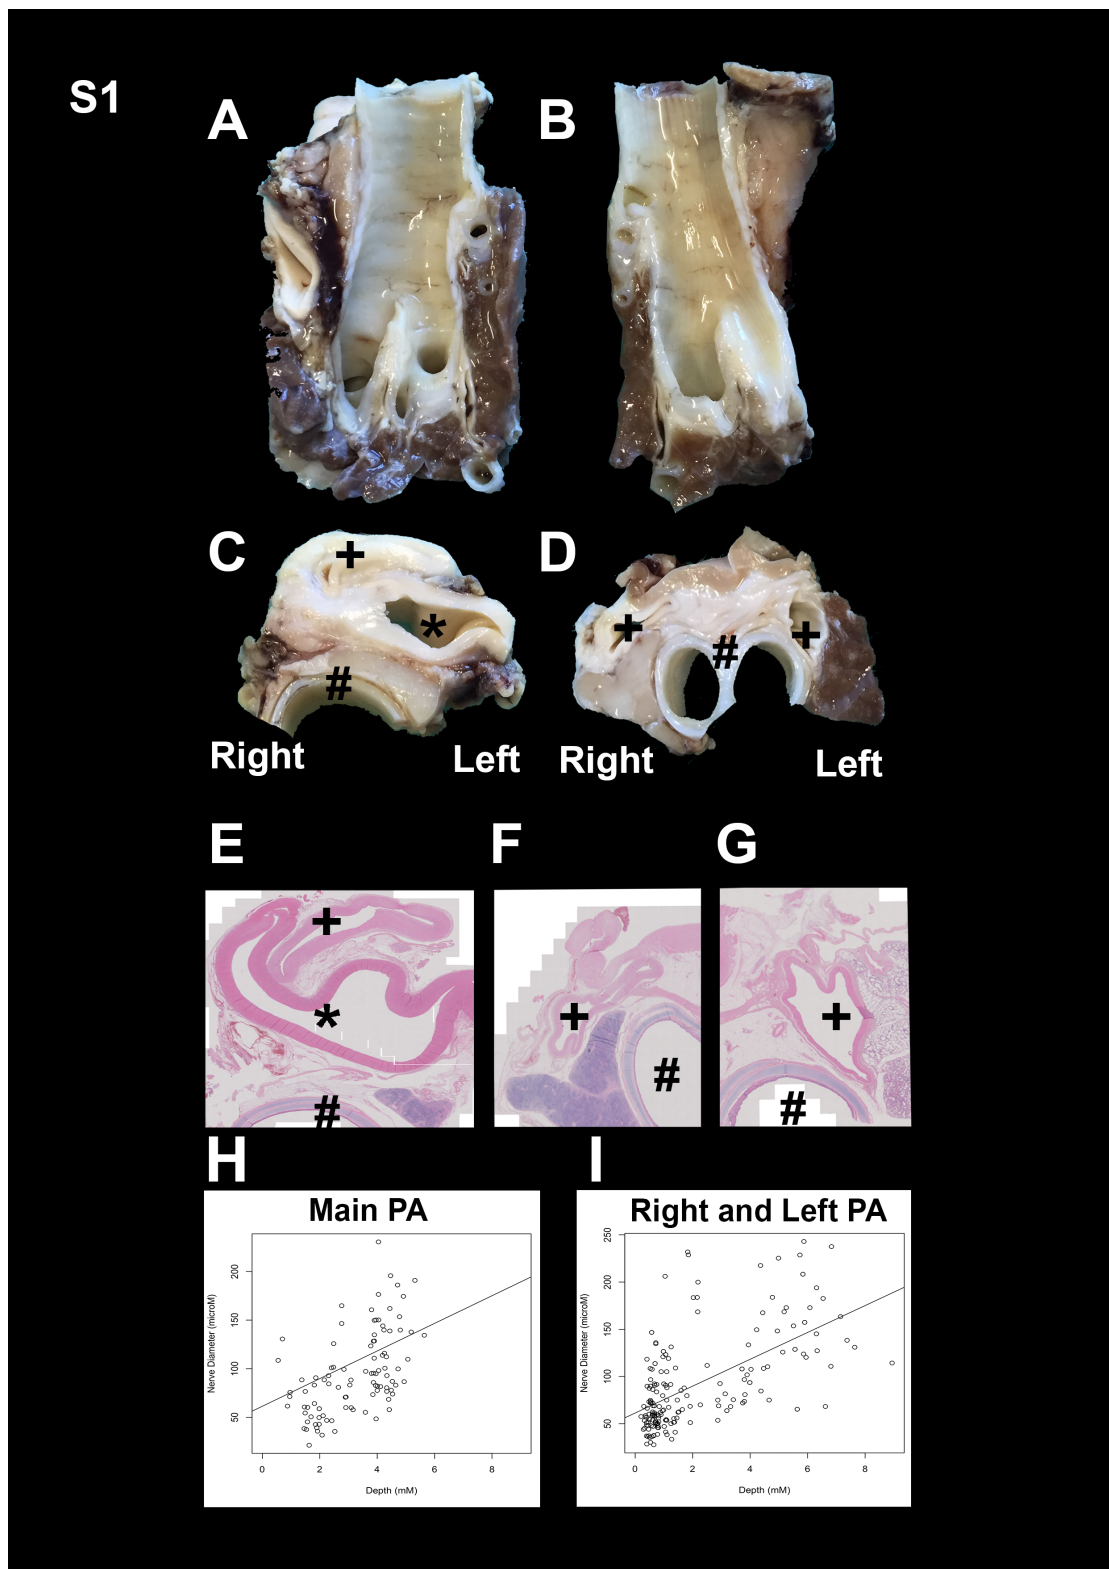 S1
A
B
C
+
*
#
Right
Left
D
+
#
+
Right
Left
E
F
G
+
*
#
+
#
+
#
H
I
Main PA
Nerve Diameter (microM)
200
150
100
50
0 2 4 6 8
Depth (mM)
Right and Left PA
Nerve Diameter (microM)
250
200
150
100
50
0 2 4 6 8
Depth (mM)